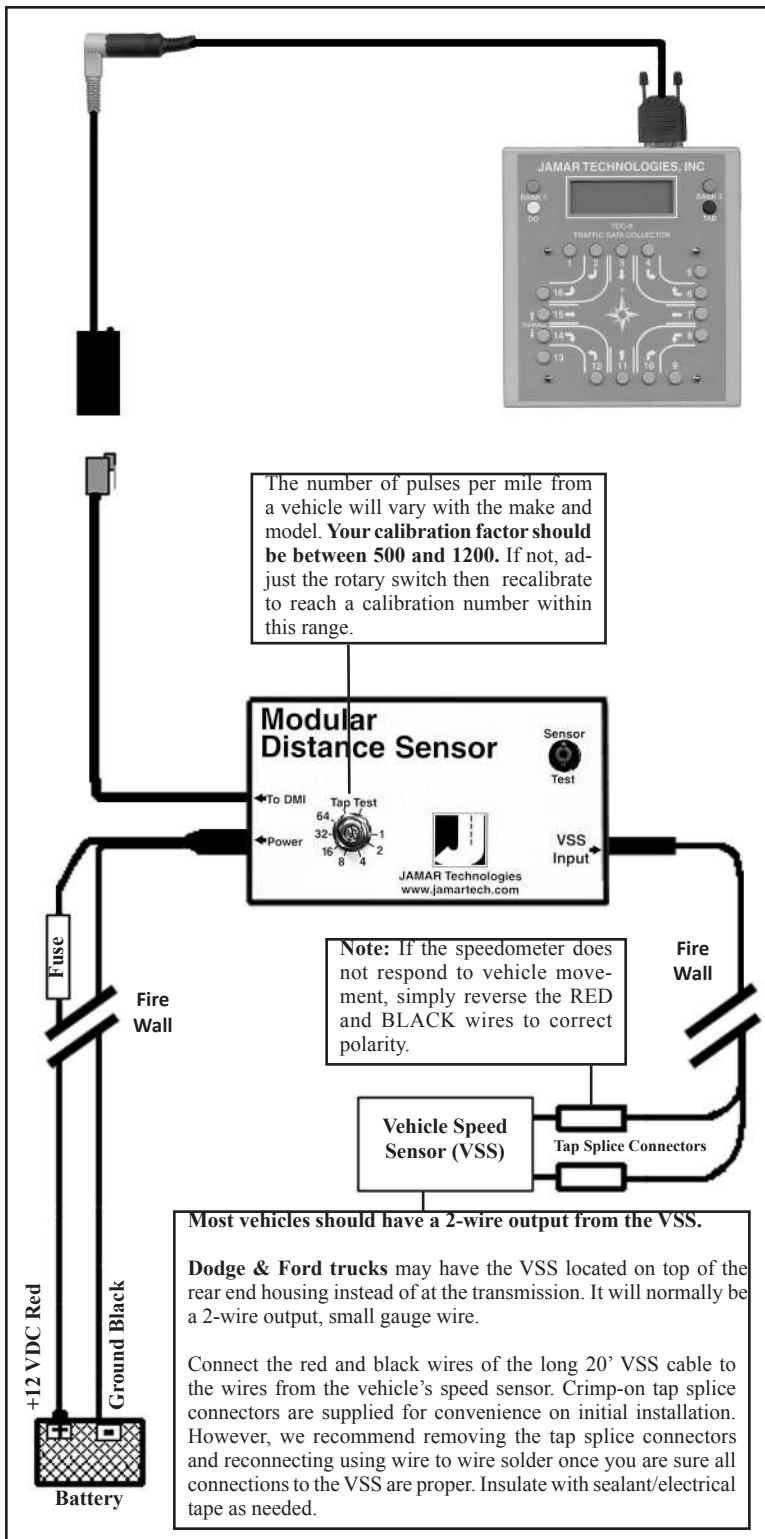 JAMAR TECHNOLOGIES, INC
BANK 1
DO
BANK 2
TAB
TDC-8
TRAFFIC DATA COLLECTOR
1
2
3
4
5
16
6
15
7
14
8
13
12
11
10
9
The number of pulses per mile from
a vehicle will vary with the make and
model. Your calibration factor should
be between 500 and 1200. If not, ad-
just the rotary switch then recalibrate
to reach a calibration number within
this range.
Modular
Distance Sensor
Sensor
Test
To DMI
Power
Tap Test
64
32
16
8
4
2
1
JAMAR Technologies
www.jamartech.com
VSS
Input
Fuse
Fire
Wall
Note: If the speedometer does
not respond to vehicle move-
ment, simply reverse the RED
and BLACK wires to correct
polarity.
Fire
Wall
Vehicle Speed
Sensor (VSS)
Tap Splice Connectors
Most vehicles should have a 2-wire output from the VSS.
Dodge & Ford trucks may have the VSS located on top of the
rear end housing instead of at the transmission. It will normally be
a 2-wire output, small gauge wire.
Connect the red and black wires of the long 20’ VSS cable to
the wires from the vehicle’s speed sensor. Crimp-on tap splice
connectors are supplied for convenience on initial installation.
However, we recommend removing the tap splice connectors
and reconnecting using wire to wire solder once you are sure all
connections to the VSS are proper. Insulate with sealant/electrical
tape as needed.
+12 VDC Red
Ground Black
+
-
Battery